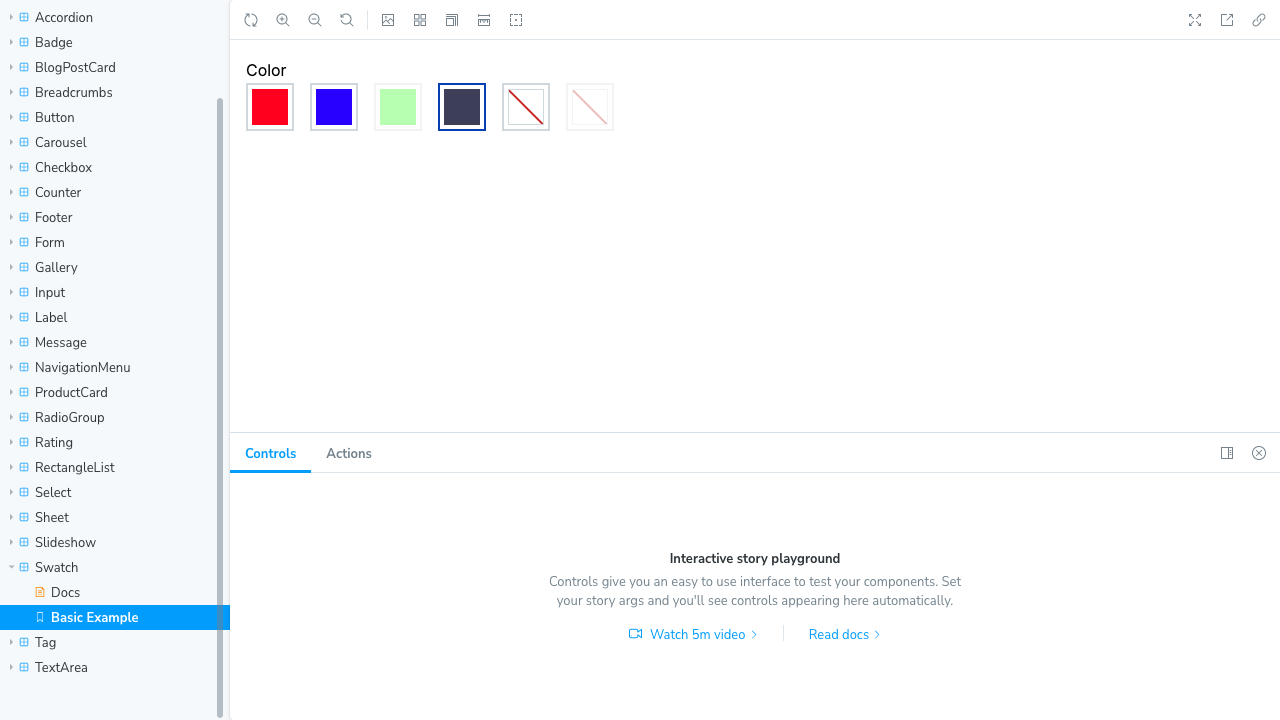 Accordion
Badge
BlogPostCard
Breadcrumbs
Button
Carousel
Checkbox
Counter
Footer
Form
Gallery
Input
Label
Message
NavigationMenu
ProductCard
RadioGroup
Rating
RectangleList
Select
Sheet
Slideshow
Swatch
Docs
Basic Example
Tag
TextArea
Color
Controls
Actions
Interactive story playground
Controls give you an easy to use interface to test your components. Set
your story args and you'll see controls appearing here automatically.
Watch 5m video
Read docs